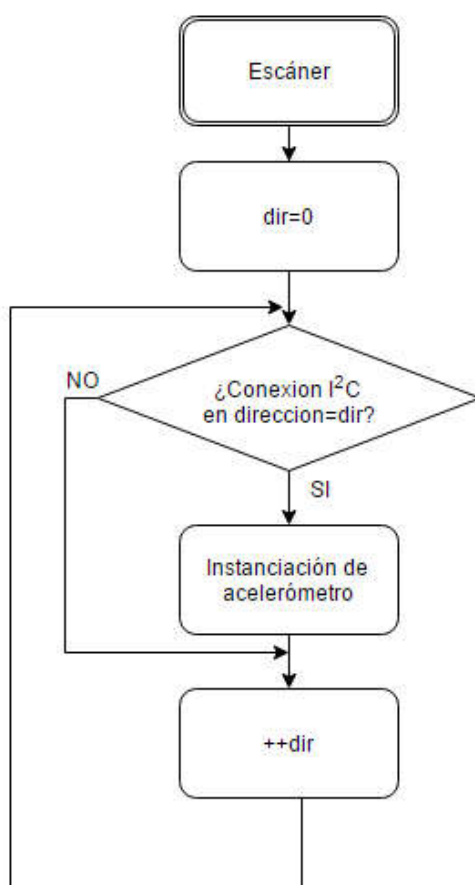 Escáner
dir=0
NO
¿Conexion I²C
en direccion=dir?
SI
Instanciación de
acelerómetro
++dir